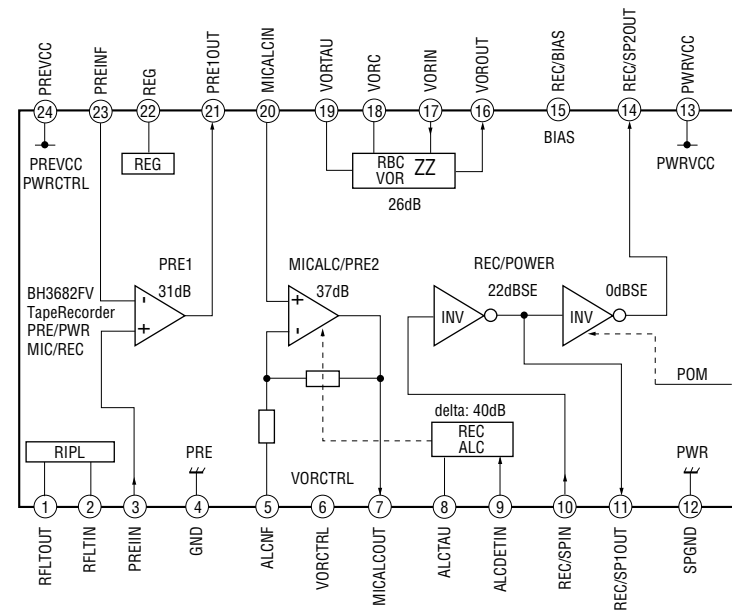 PREVCC
PREINF
REG
PRE1OUT
MICALCIN
VORTAU
VORC
VORIN
VOROUT
REC/BIAS
REC/SP2OUT
PWRVCC
24
23
22
21
20
19
18
17
16
15
14
13
PREVCC
PWRCTRL
REG
RBC
VOR
ZZ
26dB
BIAS
PWRVCC
PRE1
31dB
MICALC/PRE2
37dB
REC/POWER
22dBSE
0dBSE
BH3682FV
TapeRecorder
PRE/PWR
MIC/REC
-
+
+
-
INV
INV
POM
delta: 40dB
REC
ALC
RIPL
PRE
VORCTRL
PWR
1
2
3
4
5
6
7
8
9
10
11
12
RFLTOUT
RFLTIN
PREIIN
GND
ALCNF
VORCTRL
MICALCOUT
ALCTAU
ALCDETIN
REC/SPIN
REC/SP1OUT
SPGND